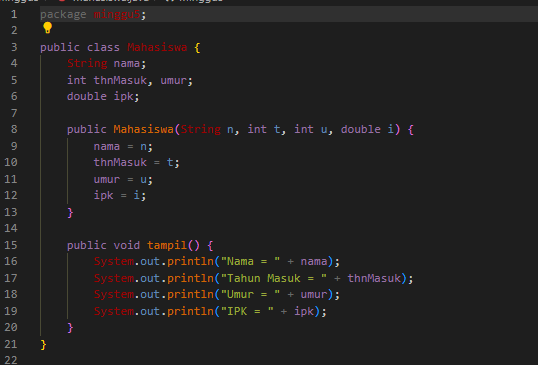 1 package minggu5;
2
3 public class Mahasiswa {
4 String nama;
5 int thnMasuk, umur;
6 double ipk;
7
8 public Mahasiswa(String n, int t, int u, double i) {
9 nama = n;
10 thnMasuk = t;
11 umur = u;
12 ipk = i;
13 }
14
15 public void tampil() {
16 System.out.println("Nama = " + nama);
17 System.out.println("Tahun Masuk = " + thnMasuk);
18 System.out.println("Umur = " + umur);
19 System.out.println("IPK = " + ipk);
20 }
21 }
22